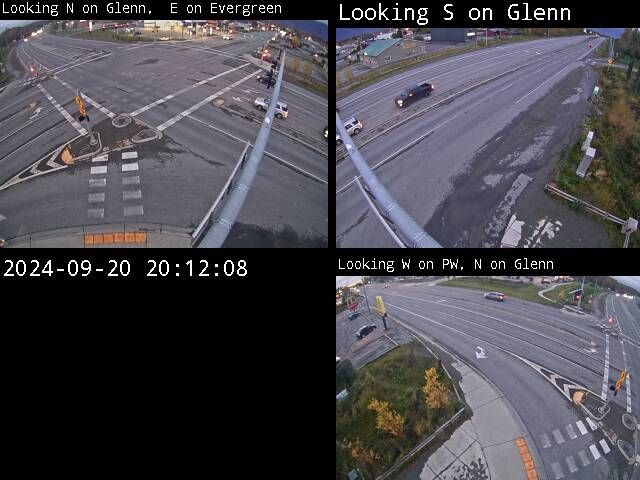 Looking N on Glenn,  E on Evergreen
Looking S on Glenn
2024-09-20 20:12:08
Looking W on PW, N on Glenn